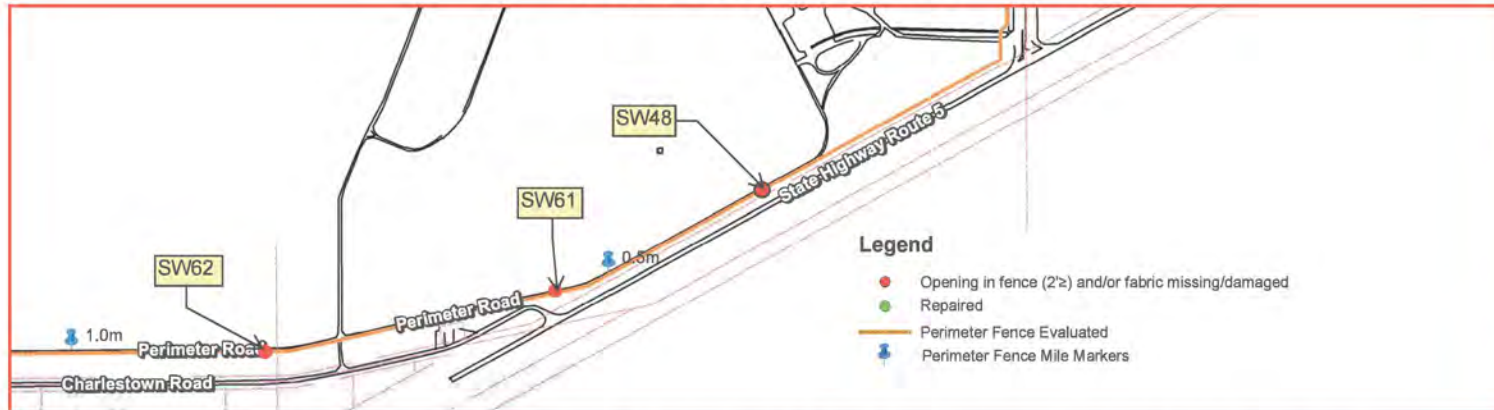 SW48
State Highway Route 5
SW61
0.5m
SW62
Perimeter Road
1.0m
Perimeter Road
Charlestown Road
Legend
Opening in fence (2'≥) and/or fabric missing/damaged
Repaired
Perimeter Fence Evaluated
Perimeter Fence Mile Markers